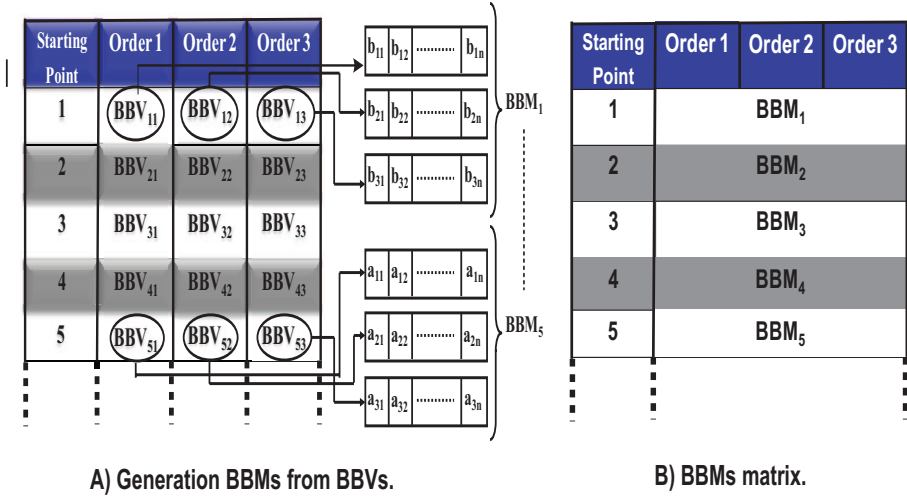 Starting Point Order 1 Order 2 Order 3
1 BBV11 BBV12 BBV13
2 BBV21 BBV22 BBV23
3 BBV31 BBV32 BBV33
4 BBV41 BBV42 BBV43
5 BBV51 BBV52 BBV53
b11 b12 .......... b1n
b21 b22 .......... b2n
b31 b32 .......... b3n
BBM1
a11 a12 .......... a1n
a21 a22 .......... a2n
a31 a32 .......... a3n
BBM5
A) Generation BBMs from BBVs.
Starting Point Order 1 Order 2 Order 3
1 BBM1
2 BBM2
3 BBM3
4 BBM4
5 BBM5
B) BBMs matrix.